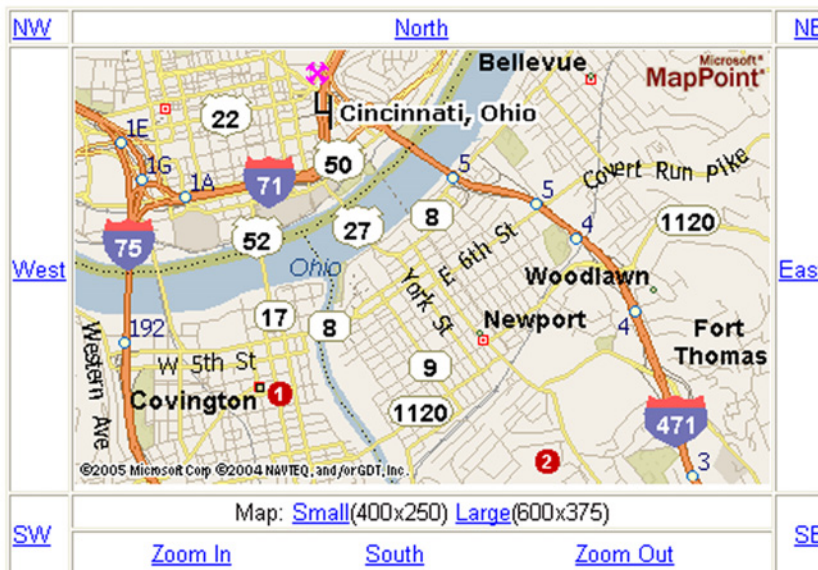 NW North NE
Bellevue
Microsoft®
MapPoint®
22
Cincinnati, Ohio
1E
1G
1A
50
71
5
Covert Run Pike
5
8
4
1120
52
27
75
E 6th St
West
Ohio
Woodlawn
East
York St
192
17
8
Newport
4
Fort
Thomas
Western Ave
W 5th St
9
Covington
1
1120
471
2
3
©2005 Microsoft Corp ©2004 NAVTEQ, and/or GDT, Inc.
SW Map: Small(400x250) Large(600x375) SE
Zoom In South Zoom Out